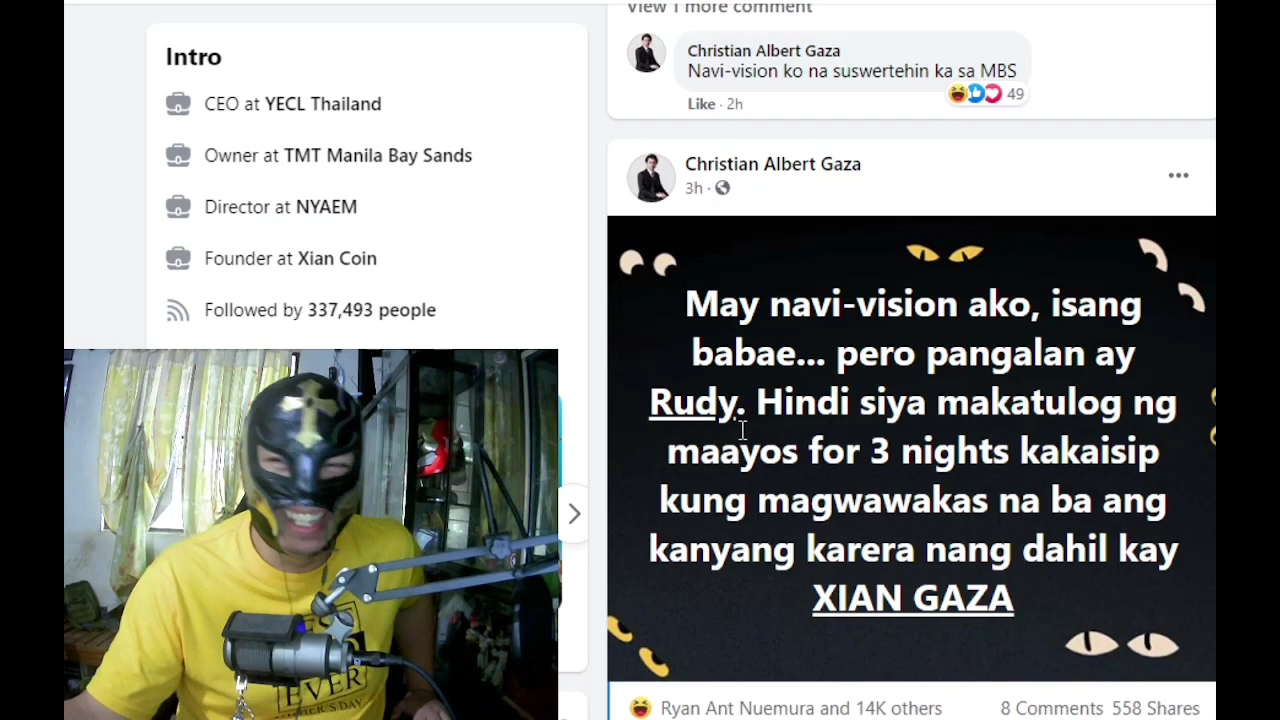 Intro
CEO at YECL Thailand
Owner at TMT Manila Bay Sands
Director at NYAEM
Founder at Xian Coin
Followed by 337,493 people
View 1 more comment
Christian Albert Gaza
Navi-vision ko na suswertehin ka sa MBS
49
Like · 2h
Christian Albert Gaza
3h ·
May navi-vision ako, isang
babae... pero pangalan ay
Rudy. Hindi siya makatulog ng
maayos for 3 nights kakaisip
kung magwawakas na ba ang
kanyang karera nang dahil kay
XIAN GAZA
Ryan Ant Nuemura and 14K others
8 Comments 558 Shares
EVER